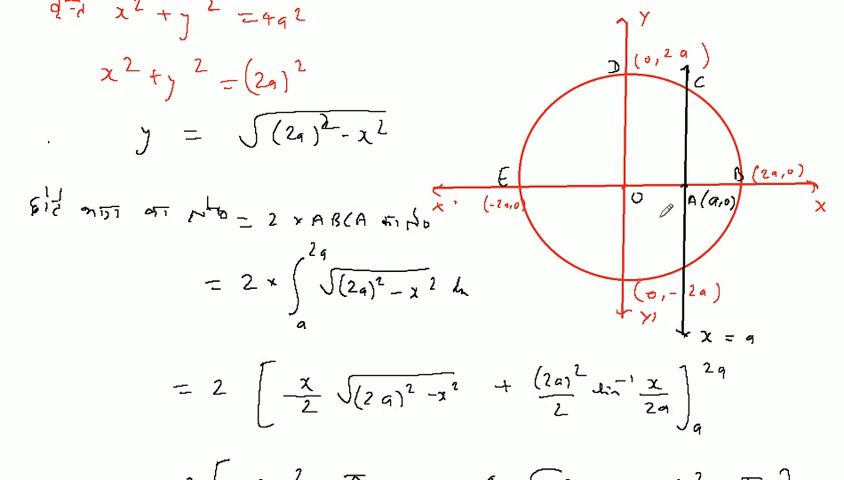 वृत्त x² + y² = 4a²
x² + y² = (2a)²
y = √((2a)² - x²)
छोटे भाग का = 2 × ABCA का
= 2 × ∫ₐ²ᵃ √((2a)² - x²) dx
= 2 [x/2 √((2a)² - x²) + (2a)²/2 sin⁻¹ x/2a]ₐ²ᵃ
Y
D (0, 2a)
C
E
B (2a, 0)
X'
(-2a, 0)
O
A (a, 0)
X
(0, -2a)
Y'
x = a